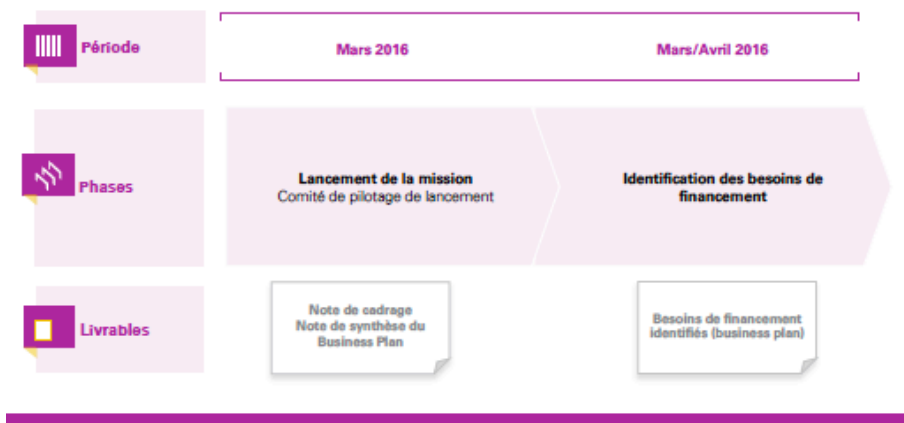 Période
Mars 2016
Mars/Avril 2016
Phases
Lancement de la mission
Comité de pilotage de lancement
Identification des besoins de
financement
Livrables
Note de cadrage
Note de synthèse du
Business Plan
Besoins de financement
identifiés (business plan)